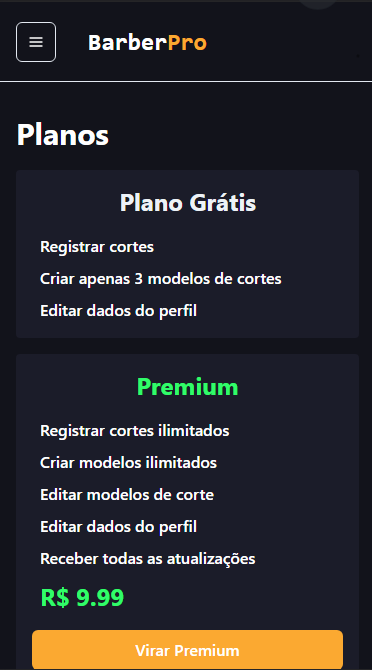 BarberPro
Planos
Plano Grátis
Registrar cortes
Criar apenas 3 modelos de cortes
Editar dados do perfil
Premium
Registrar cortes ilimitados
Criar modelos ilimitados
Editar modelos de corte
Editar dados do perfil
Receber todas as atualizações
R$ 9.99
Virar Premium